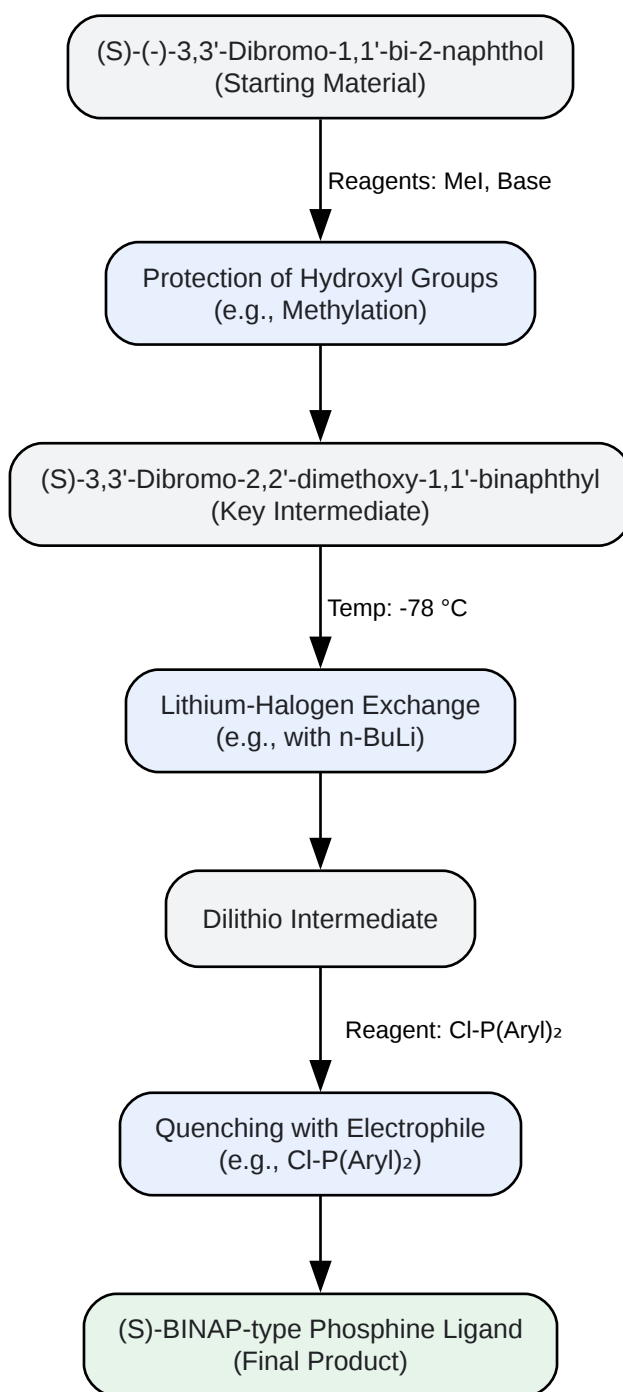 (S)-(-)-3,3'-Dibromo-1,1'-bi-2-naphthol
(Starting Material)
Reagents: MeI, Base
Protection of Hydroxyl Groups
(e.g., Methylation)
(S)-3,3'-Dibromo-2,2'-dimethoxy-1,1'-binaphthyl
(Key Intermediate)
Temp: -78 °C
Lithium-Halogen Exchange
(e.g., with n-BuLi)
Dilithio Intermediate
Reagent: Cl-P(Aryl)₂
Quenching with Electrophile
(e.g., Cl-P(Aryl)₂)
(S)-BINAP-type Phosphine Ligand
(Final Product)